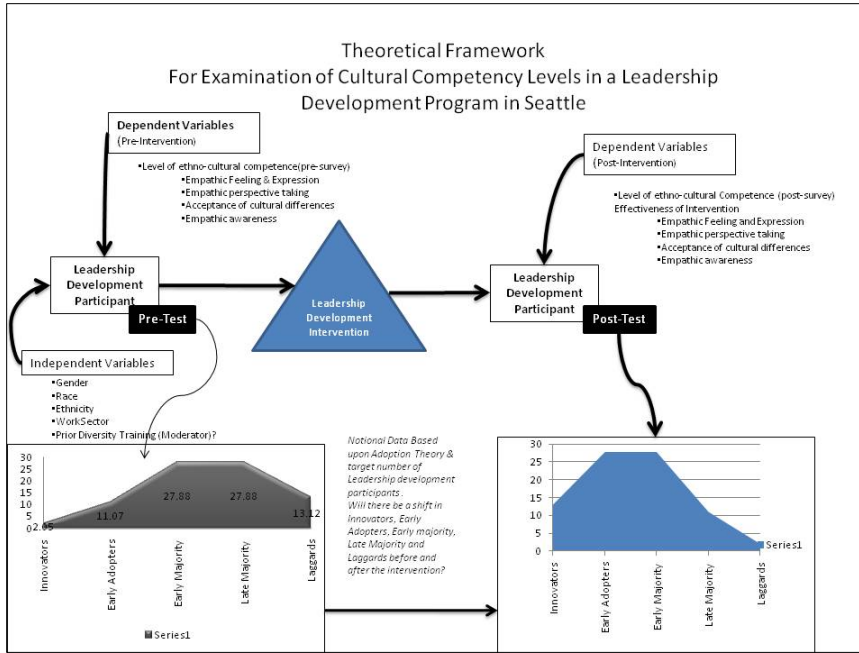 Theoretical Framework
For Examination of Cultural Competency Levels in a Leadership
Development Program in Seattle
Dependent Variables
(Pre-Intervention)
▪Level of ethno-cultural competence(pre-survey)
▪Empathic Feeling & Expression
▪Empathic perspective taking
▪Acceptance of cultural differences
▪Empathic awareness
Dependent Variables
(Post-Intervention)
▪Level of ethno-cultural Competence (post-survey)
Effectiveness of Intervention
▪Empathic Feeling and Expression
▪Empathic perspective taking
▪Acceptance of cultural differences
▪Empathic awareness
Leadership
Development
Participant
Pre-Test
Leadership
Development
Intervention
Leadership
Development
Participant
Post-Test
Independent Variables
▪Gender
▪Race
▪Ethnicity
▪WorkSector
▪Prior Diversity Training (Moderator)?
30
25
20
15
10
5
0
2.05
11.07
27.88
27.88
13.12
Innovators
Early Adopters
Early Majority
Late Majority
Laggards
Series1
Notional Data Based
upon Adoption Theory &
target number of
Leadership development
participants.
Will there be a shift in
Innovators, Early
Adopters, Early majority,
Late Majority and
Laggards before and
after the intervention?
30
25
20
15
10
5
0
Innovators
Early Adopters
Early Majority
Late Majority
Laggards
Series1